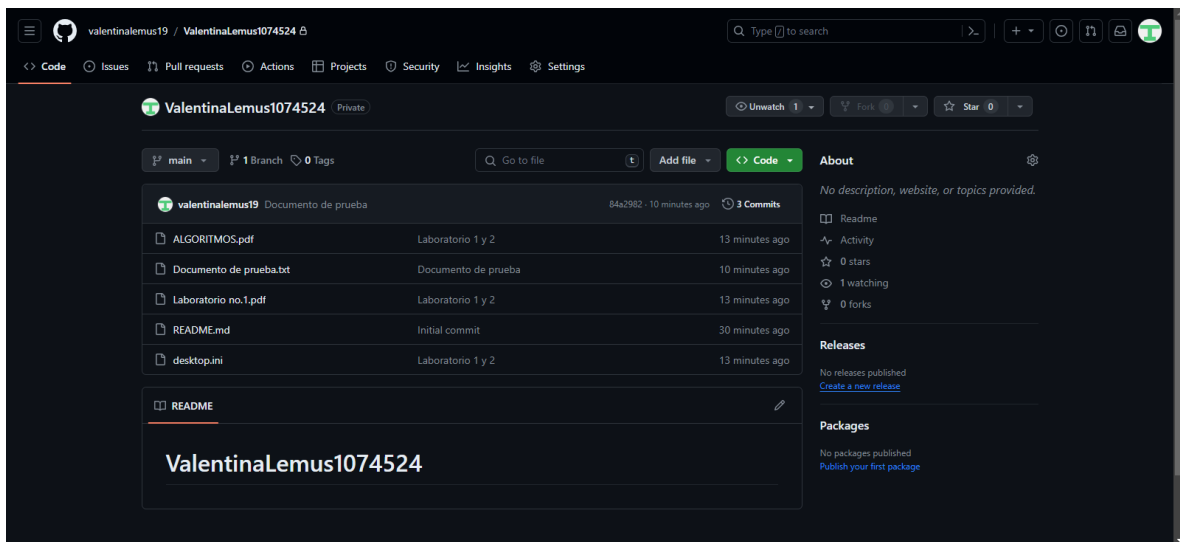 valentinalemus19 / ValentinaLemus1074524
Type / to search
Code Issues Pull requests Actions Projects Security Insights Settings
ValentinaLemus1074524 Private
Unwatch 1 Fork 0 Star 0
main 1 Branch 0 Tags
Go to file t Add file Code
valentinalemus19 Documento de prueba 84a2982 · 10 minutes ago 3 Commits
ALGORITMOS.pdf Laboratorio 1 y 2 13 minutes ago
Documento de prueba.txt Documento de prueba 10 minutes ago
Laboratorio no.1.pdf Laboratorio 1 y 2 13 minutes ago
README.md Initial commit 30 minutes ago
desktop.ini Laboratorio 1 y 2 13 minutes ago
README
ValentinaLemus1074524
About
No description, website, or topics provided.
Readme
Activity
0 stars
1 watching
0 forks
Releases
No releases published
Create a new release
Packages
No packages published
Publish your first package